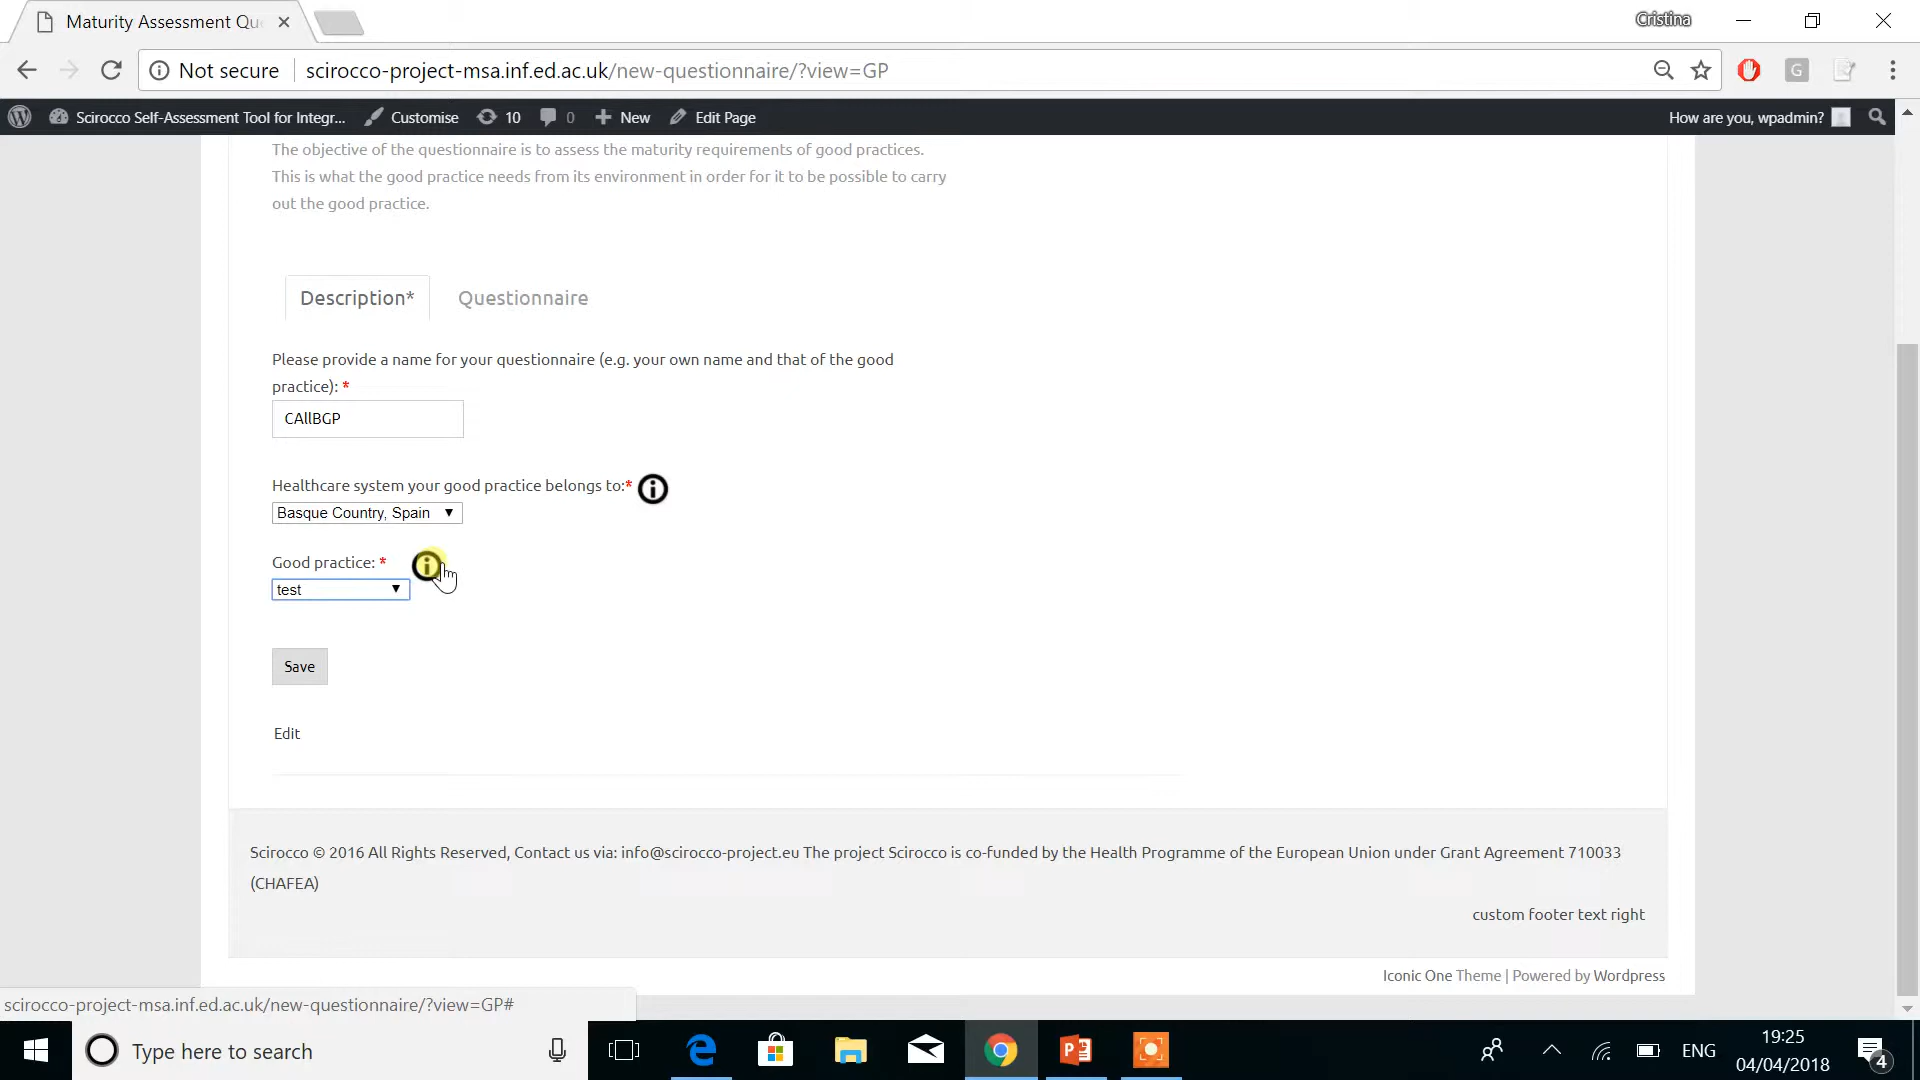 Maturity Assessment Qu
Cristina
Not secure
scirocco-project-msa.inf.ed.ac.uk/new-questionnaire/?view=GP
G
Scirocco Self-Assessment Tool for Integr...
Customise
10
0
New
Edit Page
How are you, wpadmin?
The objective of the questionnaire is to assess the maturity requirements of good practices.
This is what the good practice needs from its environment in order for it to be possible to carry
out the good practice.
Description*
Questionnaire
Please provide a name for your questionnaire (e.g. your own name and that of the good
practice): *
CAllBGP
Healthcare system your good practice belongs to:*
Basque Country, Spain
Good practice: *
test
Save
Edit
Scirocco © 2016 All Rights Reserved, Contact us via: info@scirocco-project.eu The project Scirocco is co-funded by the Health Programme of the European Union under Grant Agreement 710033
(CHAFEA)
custom footer text right
Iconic One Theme | Powered by Wordpress
scirocco-project-msa.inf.ed.ac.uk/new-questionnaire/?view=GP#
Type here to search
ENG
19:25
04/04/2018
4